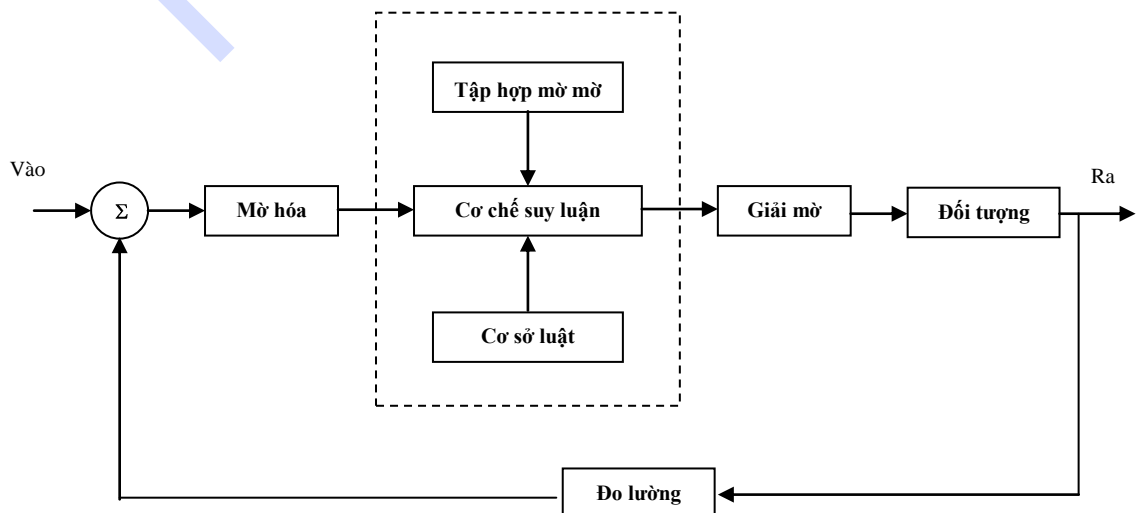 Tập hợp mờ mờ
Vào
Ra
Σ
Mờ hóa
Cơ chế suy luận
Giải mờ
Đối tượng
Cơ sở luật
Đo lường